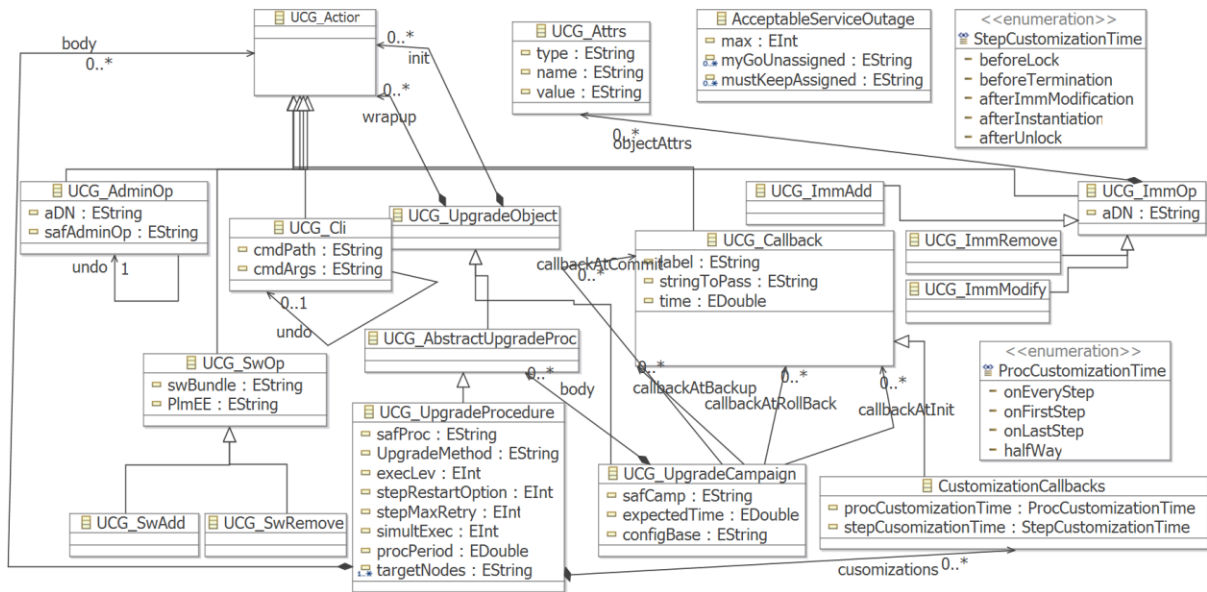 UCG_Actior
body
0..*
0..*
init
0..*
wrapup
UCG_Attrs
type : EString
name : EString
value : EString
AcceptableServiceOutage
max : EInt
myGoUnassigned : EString
mustKeepAssigned : EString
<<enumeration>>
StepCustomizationTime
beforeLock
beforeTermination
afterImmModification
afterInstantiation
afterUnlock
0..*
objectAttrs
UCG_AdminOp
aDN : EString
safAdminOp : EString
undo
1
UCG_Cli
cmdPath : EString
cmdArgs : EString
0..1
undo
UCG_UpgradeObject
UCG_ImmAdd
UCG_ImmOp
aDN : EString
UCG_ImmRemove
UCG_ImmModify
UCG_Callback
label : EString
stringToPass : EString
time : EDouble
callbackAtCommit
0..*
UCG_AbstractUpgradeProc
0..*
body
0..*
callbackAtBackup
0..*
callbackAtRollBack
0..*
callbackAtInit
<<enumeration>>
ProcCustomizationTime
onEveryStep
onFirstStep
onLastStep
halfWay
UCG_SwOp
swBundle : EString
PlmEE : EString
UCG_UpgradeProcedure
safProc : EString
UpgradeMethod : EString
execLev : EInt
stepRestartOption : EInt
stepMaxRetry : EInt
simultExec : EInt
procPeriod : EDouble
1..* targetNodes : EString
UCG_SwAdd
UCG_SwRemove
UCG_UpgradeCampaign
safCamp : EString
expectedTime : EDouble
configBase : EString
CustomizationCallbacks
procCustomizationTime : ProcCustomizationTime
stepCusomizationTime : StepCustomizationTime
cusomizations
0..*